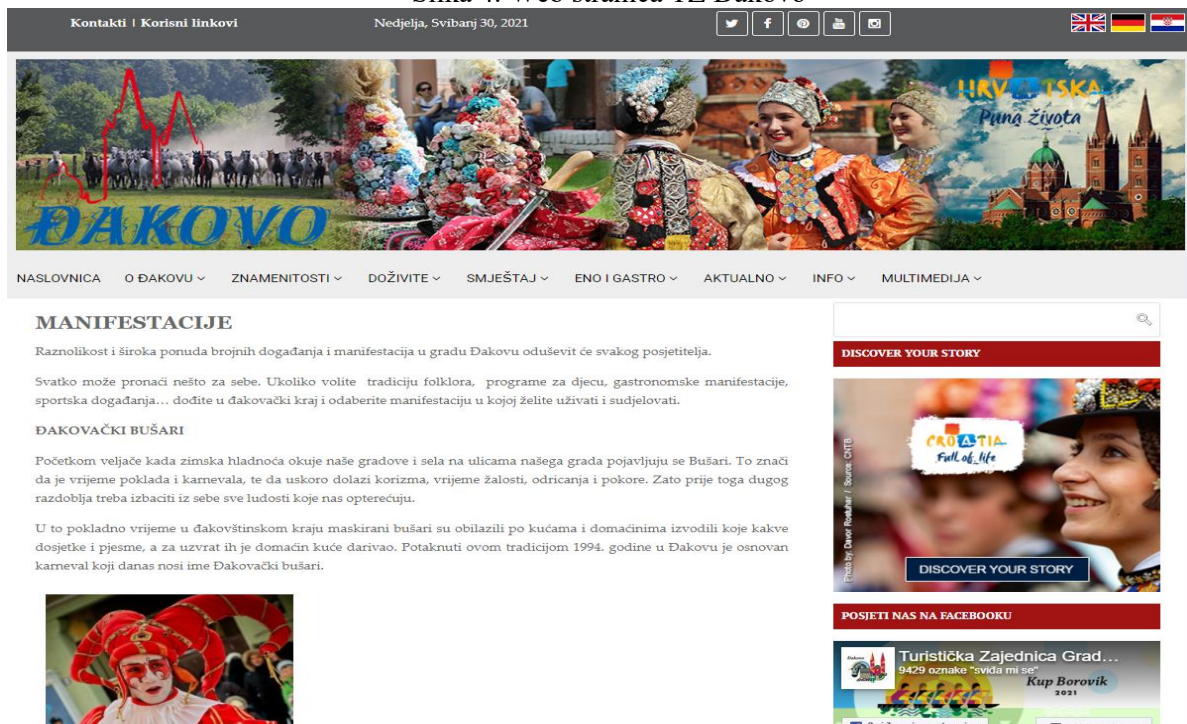 Slika 4. Web stranica TZ Đakovo
Kontakti | Korisni linkovi
Nedjelja, Svibanj 30, 2021
HRVATSKA
Puna života
ĐAKOVO
NASLOVNICA O ĐAKOVU ZNAMENITOSTI DOŽIVITE SMJEŠTAJ ENO I GASTRO AKTUALNO INFO MULTIMEDIJA
MANIFESTACIJE
Raznolikost i široka ponuda brojnih događanja i manifestacija u gradu Đakovu oduševit će svakog posjetitelja.
Svatko može pronaći nešto za sebe. Ukoliko volite tradiciju folklora, programe za djecu, gastronomske manifestacije,
sportska događanja... dođite u đakovački kraj i odaberite manifestaciju u kojoj želite uživati i sudjelovati.
ĐAKOVAČKI BUŠARI
Početkom veljače kada zimska hladnoća okuje naše gradove i sela na ulicama našega grada pojavljuju se Bušari. To znači
da je vrijeme poklada i karnevala, te da uskoro dolazi korizma, vrijeme žalosti, odricanja i pokore. Zato prije toga dugog
razdoblja treba izbaciti iz sebe sve ludosti koje nas opterećuju.
U to pokladno vrijeme u đakovštinskom kraju maskirani bušari su obilazili po kućama i domaćinima izvodili koje kakve
dosjetke i pjesme, a za uzvrat ih je domaćin kuće darivao. Potaknuti ovom tradicijom 1994. godine u Đakovu je osnovan
karneval koji danas nosi ime Đakovački bušari.
DISCOVER YOUR STORY
CROATIA
Full of life
Photo by: Davor Rostuhar / Source: CNTB
DISCOVER YOUR STORY
POSJETI NAS NA FACEBOOKU
Turistička Zajednica Grad...
9429 oznake "sviđa mi se"
Kup Borovik
2021